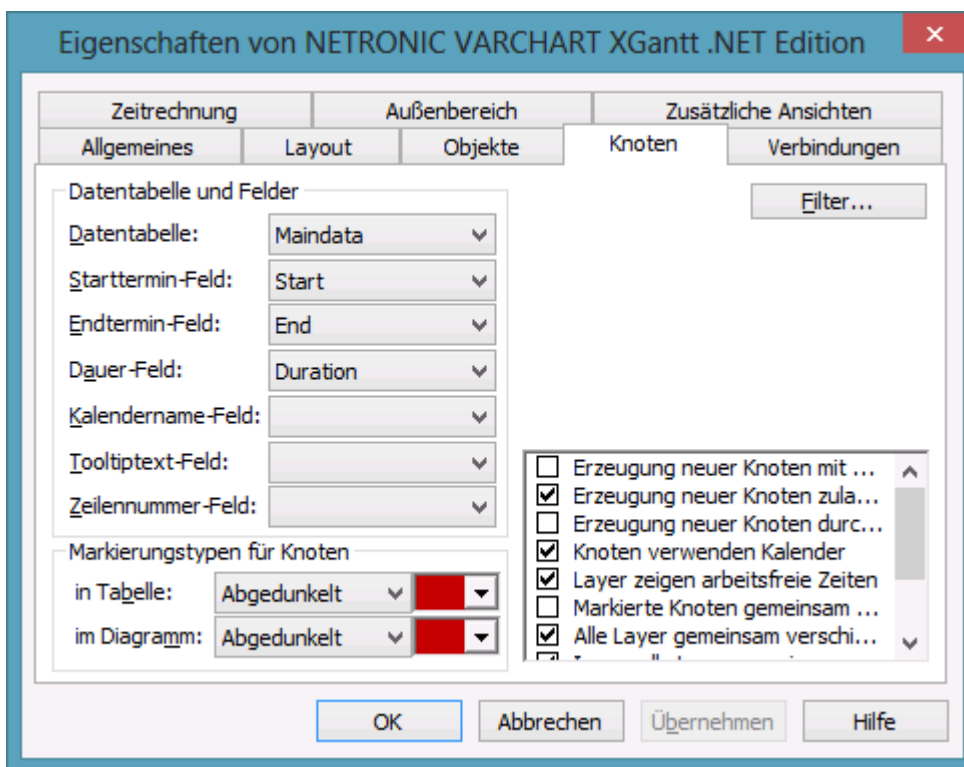 Eigenschaften von NETRONIC VARCHART XGantt .NET Edition
Zeitrechnung Außenbereich Zusätzliche Ansichten
Allgemeines Layout Objekte Knoten Verbindungen
Datentabelle und Felder
Filter...
Datentabelle: Maindata
Starttermin-Feld: Start
Endtermin-Feld: End
Dauer-Feld: Duration
Kalendername-Feld:
Tooltiptext-Feld:
Zeilennummer-Feld:
Erzeugung neuer Knoten mit ...
Erzeugung neuer Knoten zula...
Erzeugung neuer Knoten durc...
Knoten verwenden Kalender
Layer zeigen arbeitsfreie Zeiten
Markierte Knoten gemeinsam ...
Alle Layer gemeinsam verschi...
Markierungstypen für Knoten
in Tabelle: Abgedunkelt
im Diagramm: Abgedunkelt
OK Abbrechen Übernehmen Hilfe